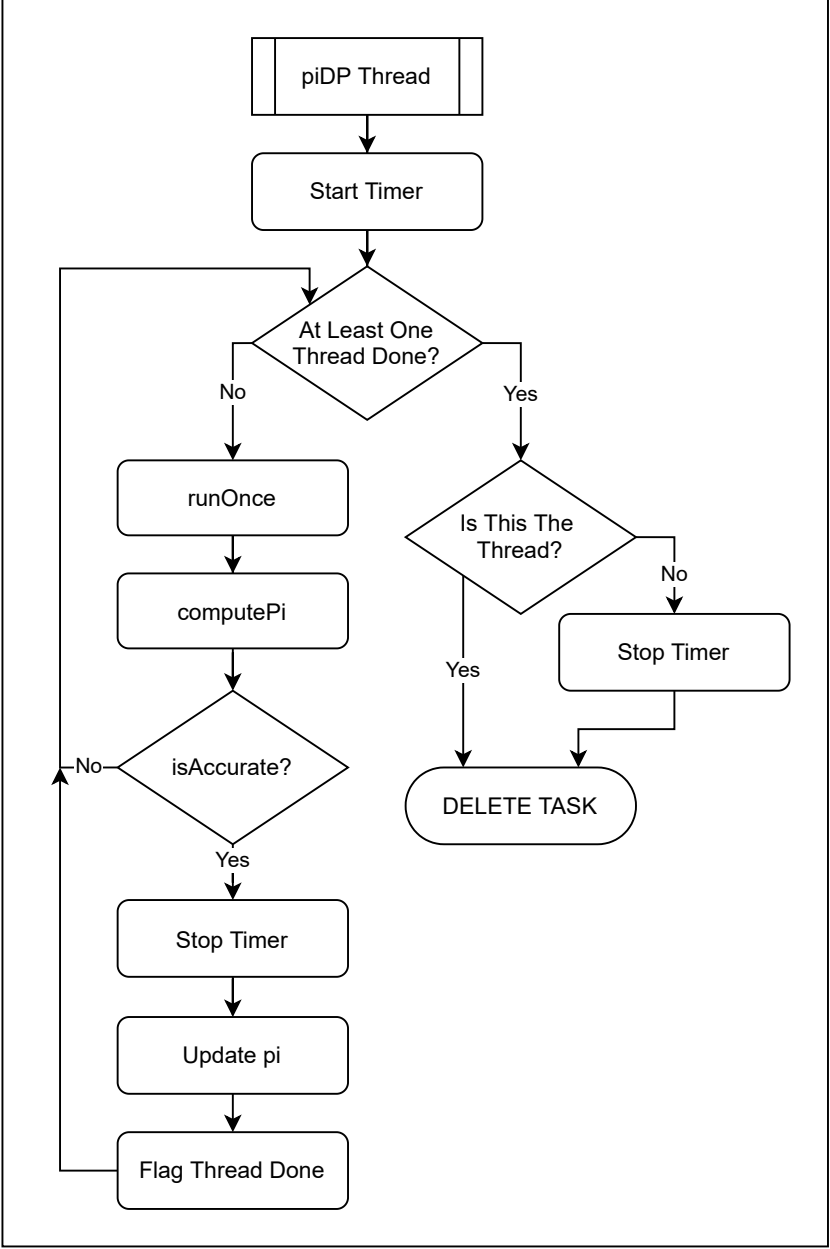 piDP Thread
Start Timer
At Least One
Thread Done?
No
Yes
runOnce
Is This The
Thread?
No
computePi
Stop Timer
Yes
isAccurate?
No
DELETE TASK
Yes
Stop Timer
Update pi
Flag Thread Done